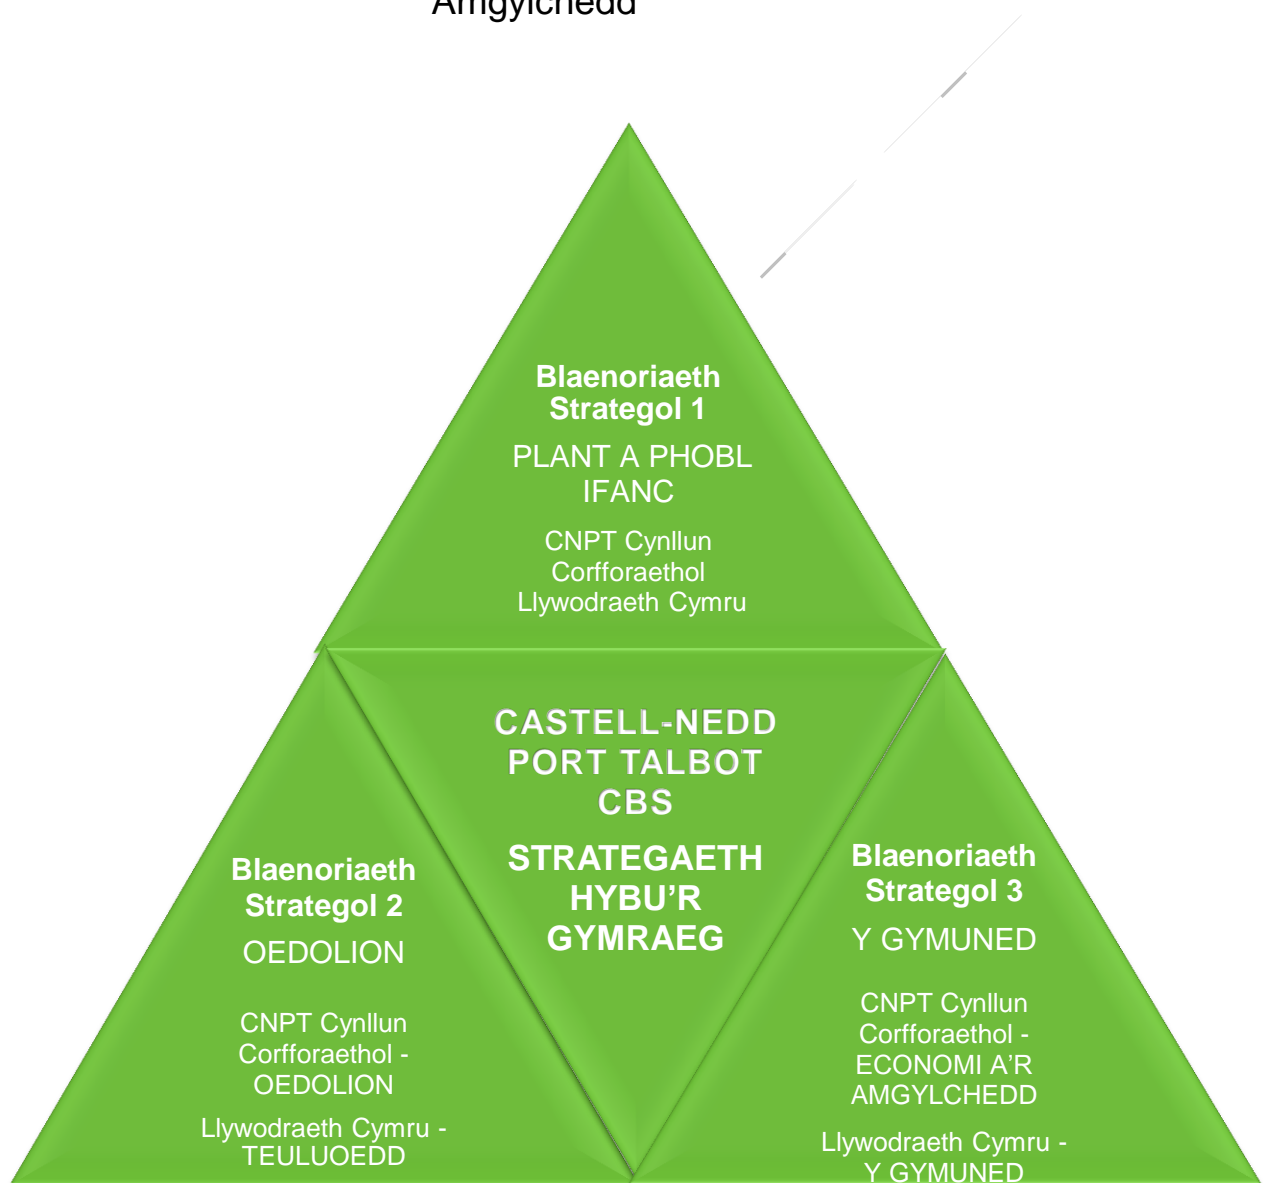 Amgylchedd
Blaenoriaeth
Strategol 1
PLANT A PHOBL
IFANC
CNPT Cynllun
Corfforaethol
Llywodraeth Cymru
CASTELL-NEDD
PORT TALBOT
CBS
STRATEGAETH
HYBU’R
GYMRAEG
Blaenoriaeth
Strategol 2
OEDOLION
CNPT Cynllun
Corfforaethol -
OEDOLION
Llywodraeth Cymru -
TEULUOEDD
Blaenoriaeth
Strategol 3
Y GYMUNED
CNPT Cynllun
Corfforaethol -
ECONOMI A’R
AMGYLCHEDD
Llywodraeth Cymru -
Y GYMUNED